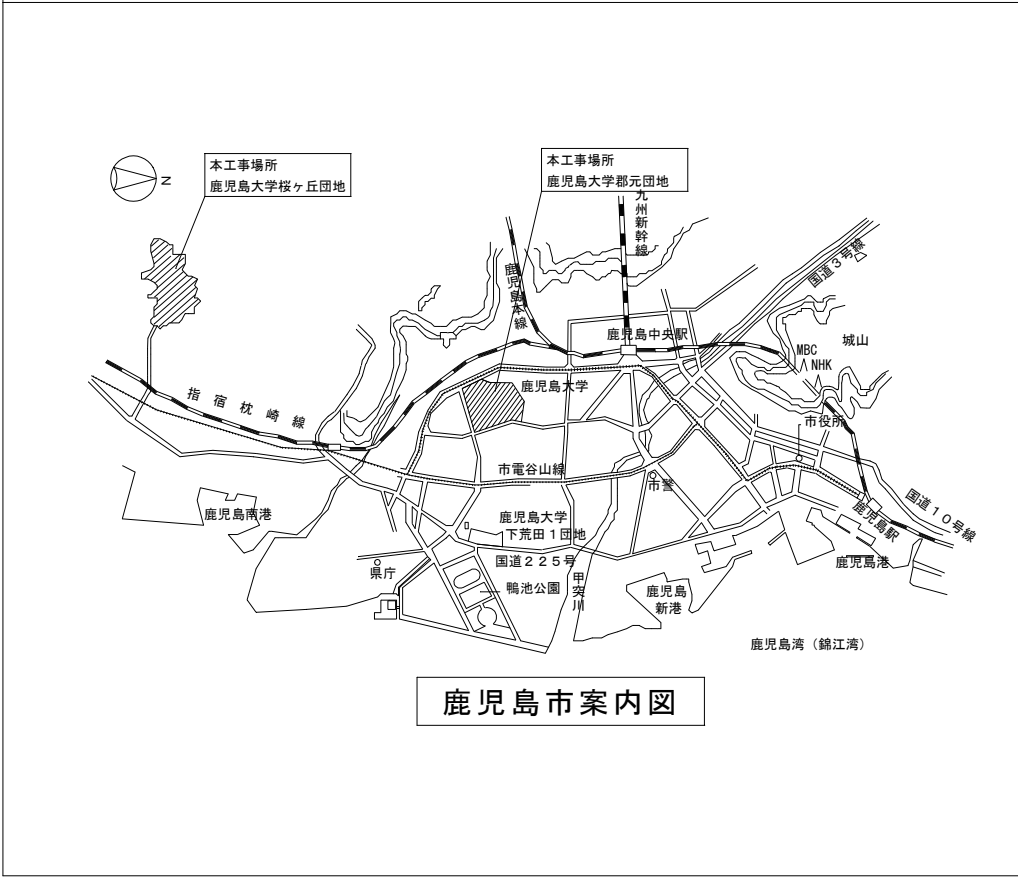 本工事場所
鹿児島大学桜ヶ丘団地
本工事場所
鹿児島大学郡元団地
N
九州新幹線
鹿児島本線
国道3号線
鹿児島中央駅
城山
MBC
NHK
鹿児島大学
指宿枕崎線
市役所
市電谷山線
市警
鹿児島南港
鹿児島大学
下荒田1団地
国道10号線
鹿児島駅
国道225号
鹿児島港
県庁
鴨池公園
甲突川
鹿児島
新港
鹿児島湾(錦江湾)
鹿児島市案内図